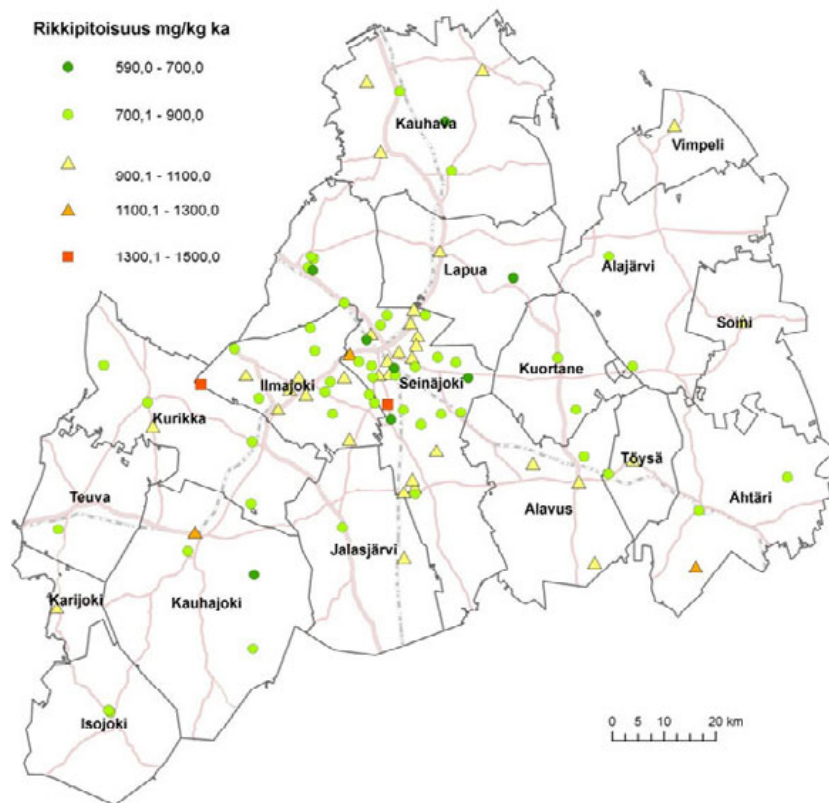 Rikkipitoisuus mg/kg ka
590,0 - 700,0
700,1 - 900,0
900,1 - 1100,0
1100,1 - 1300,0
1300,1 - 1500,0
Kauhava
Vimpeli
Lapua
Alajärvi
Soini
Kuortane
Ilmajoki
Seinäjoki
Kurikka
Töysä
Teuva
Ähtäri
Alavus
Jalasjärvi
Karijoki
Kauhajoki
Isojoki
0 5 10 20 km